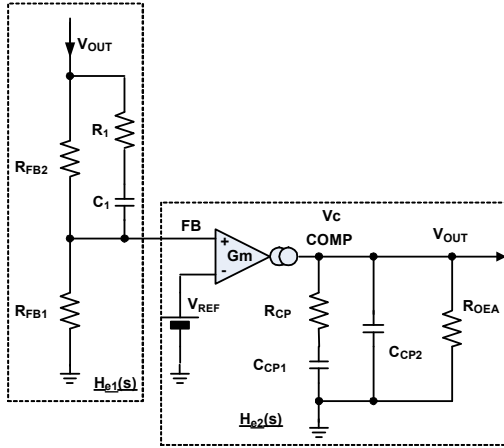 VOUT
R1
RFB2
C1
FB
RFB1
He1(s)
+
Gm
-
VREF
Vc
COMP
VOUT
RCP
ROEA
CCP1
CCP2
He2(s)